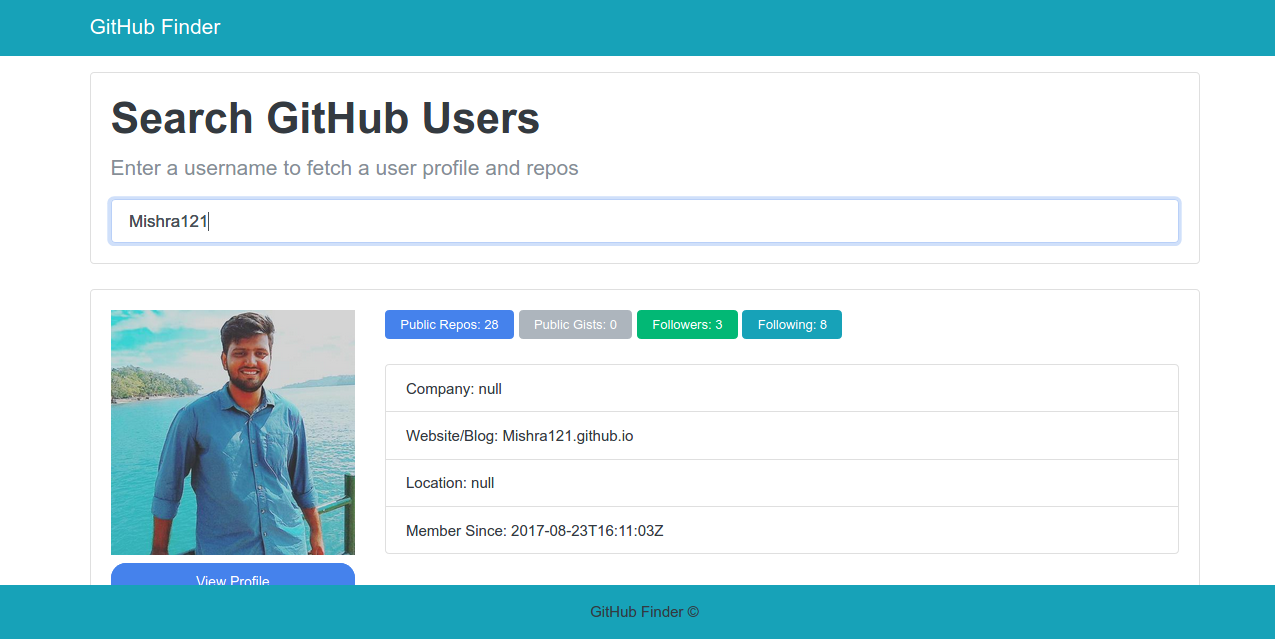 GitHub Finder
Search GitHub Users
Enter a username to fetch a user profile and repos
Mishra121
Public Repos: 28 Public Gists: 0 Followers: 3 Following: 8
Company: null
Website/Blog: Mishra121.github.io
Location: null
Member Since: 2017-08-23T16:11:03Z
View Profile
GitHub Finder ©